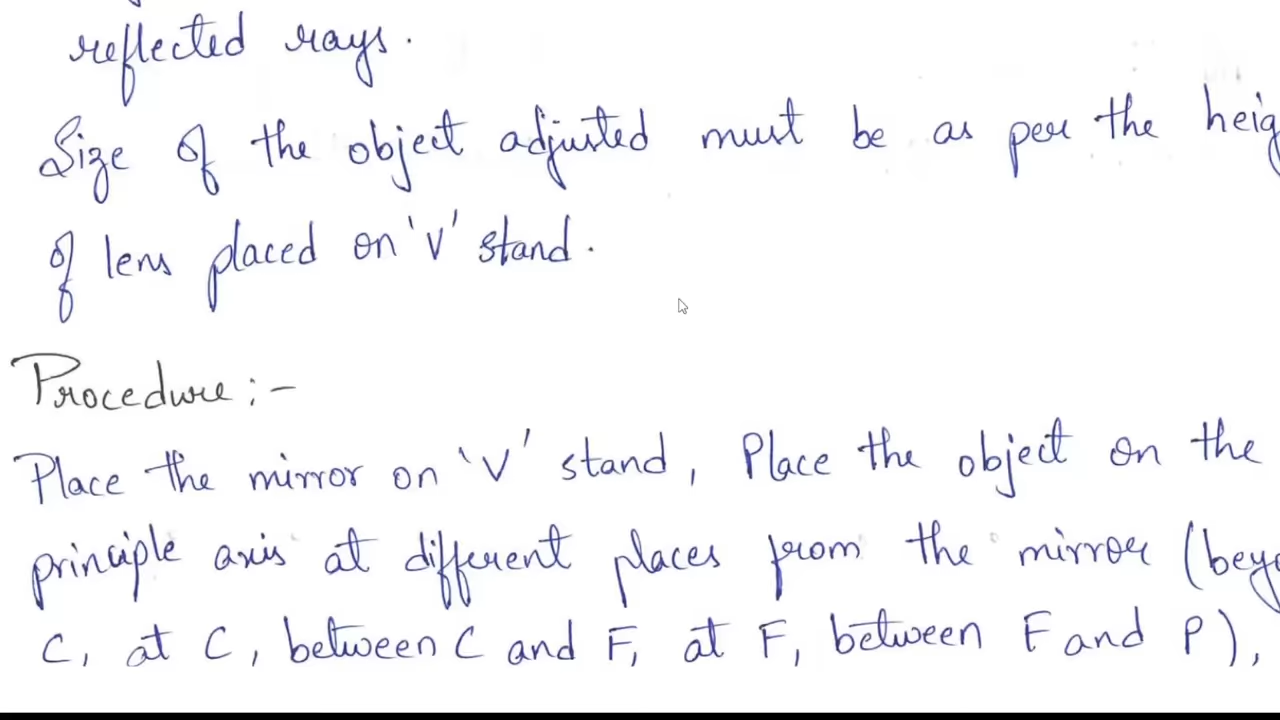 reflected rays.
Size of the object adjusted must be as per the heig
of lens placed on 'V' stand.
Procedure :-
Place the mirror on 'V' stand, Place the object on the
principle axis at different places from the mirror (beyo
C, at C, between C and F, at F, between F and P),